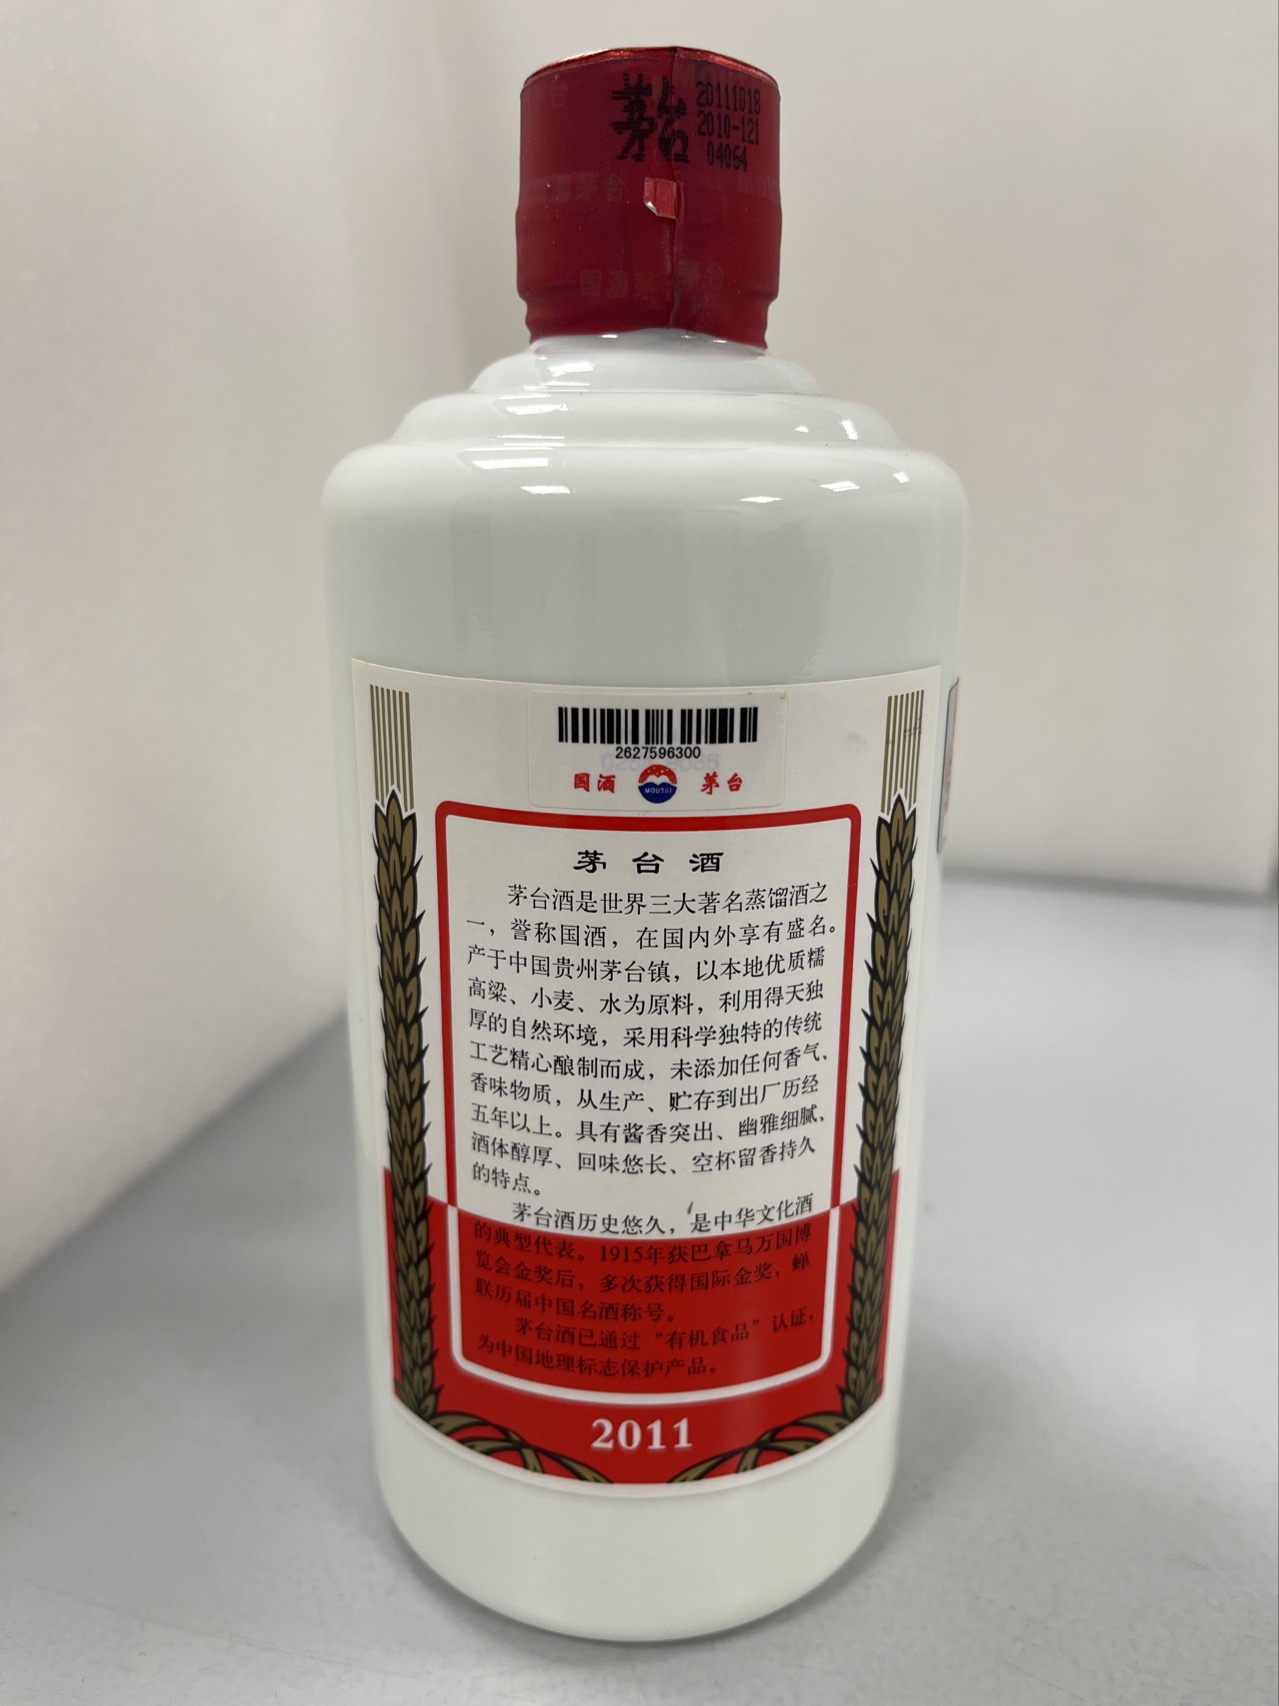 茅台
20111018
2010-121
04064
国酒茅台
国酒茅台
2627596300
国酒 MOUTAI 茅台
茅台酒
茅台酒是世界三大著名蒸馏酒之
一，誉称国酒，在国内外享有盛名。
产于中国贵州茅台镇，以本地优质糯
高粱、小麦、水为原料，利用得天独
厚的自然环境，采用科学独特的传统
工艺精心酿制而成，未添加任何香气、
香味物质，从生产、贮存到出厂历经
五年以上。具有酱香突出、幽雅细腻、
酒体醇厚、回味悠长、空杯留香持久
的特点。
茅台酒历史悠久，是中华文化酒
的典型代表。1915年获巴拿马万国博
览会金奖后，多次获得国际金奖，蝉
联历届中国名酒称号。
茅台酒已通过“有机食品”认证，
为中国地理标志保护产品。
2011